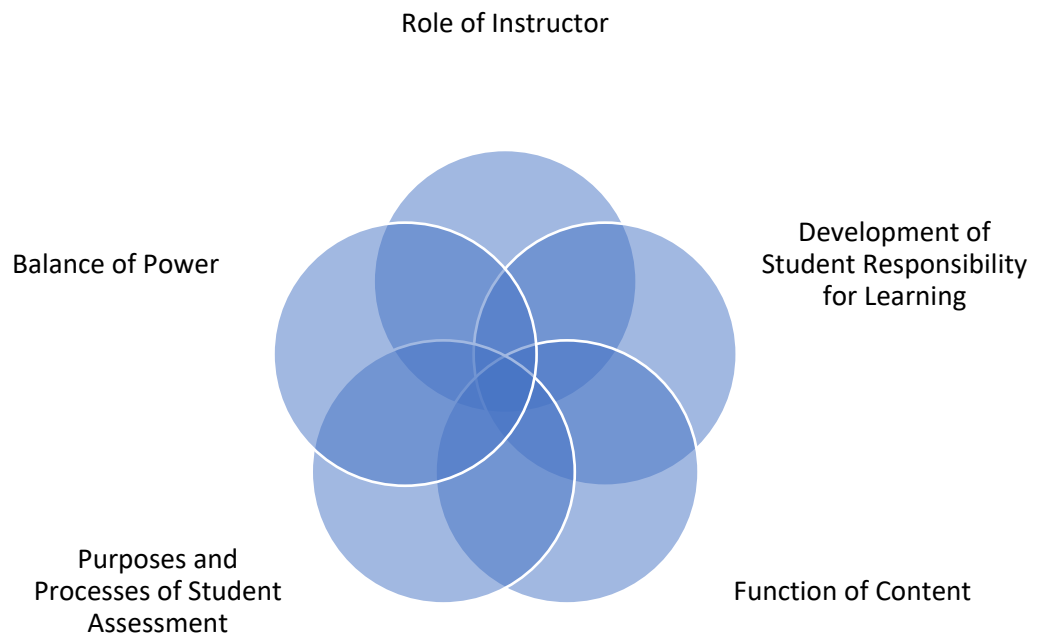 Role of Instructor
Development of
Student Responsibility
for Learning
Balance of Power
Purposes and
Processes of Student
Assessment
Function of Content